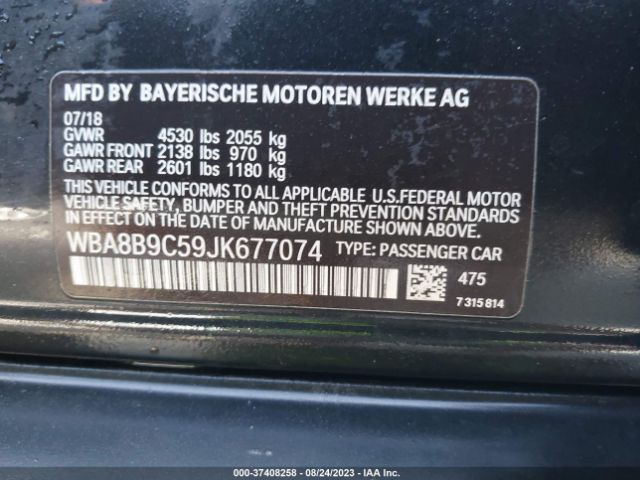 MFD BY BAYERISCHE MOTOREN WERKE AG
07/18
GVWR 4530 lbs 2055 kg
GAWR FRONT 2138 lbs 970 kg
GAWR REAR 2601 lbs 1180 kg
THIS VEHICLE CONFORMS TO ALL APPLICABLE U.S.FEDERAL MOTOR
VEHICLE SAFETY, BUMPER AND THEFT PREVENTION STANDARDS
IN EFFECT ON THE DATE OF MANUFACTURE SHOWN ABOVE.
WBA8B9C59JK677074 TYPE: PASSENGER CAR
475
7 315 814
© - 37408258 - 08/24/2023 - IAA